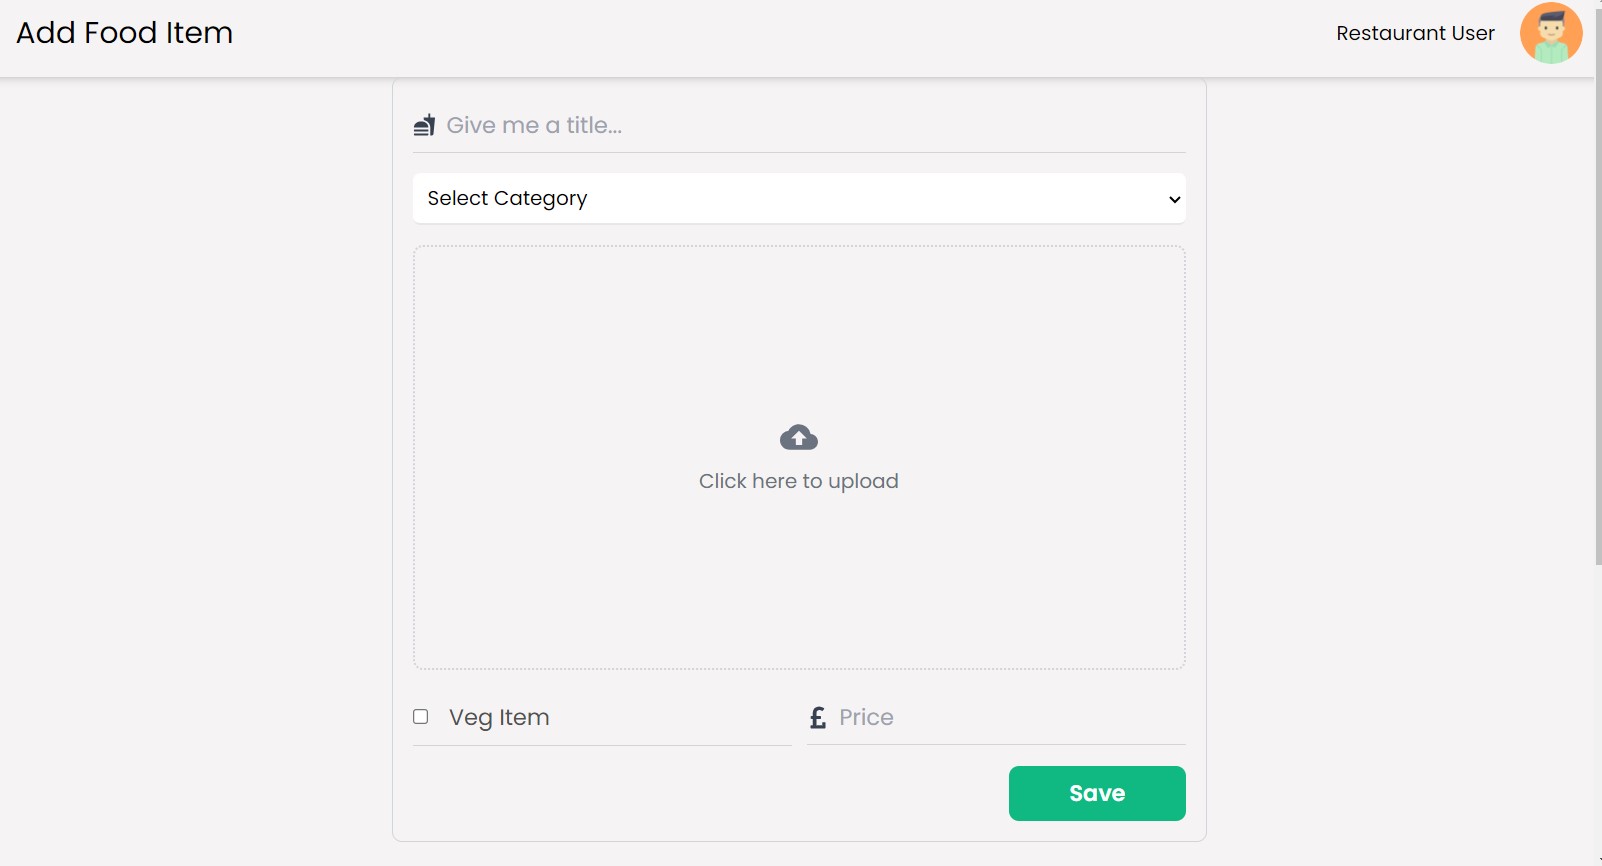 Add Food Item
Restaurant User
Give me a title...
Select Category
Click here to upload
Veg Item
£ Price
Save